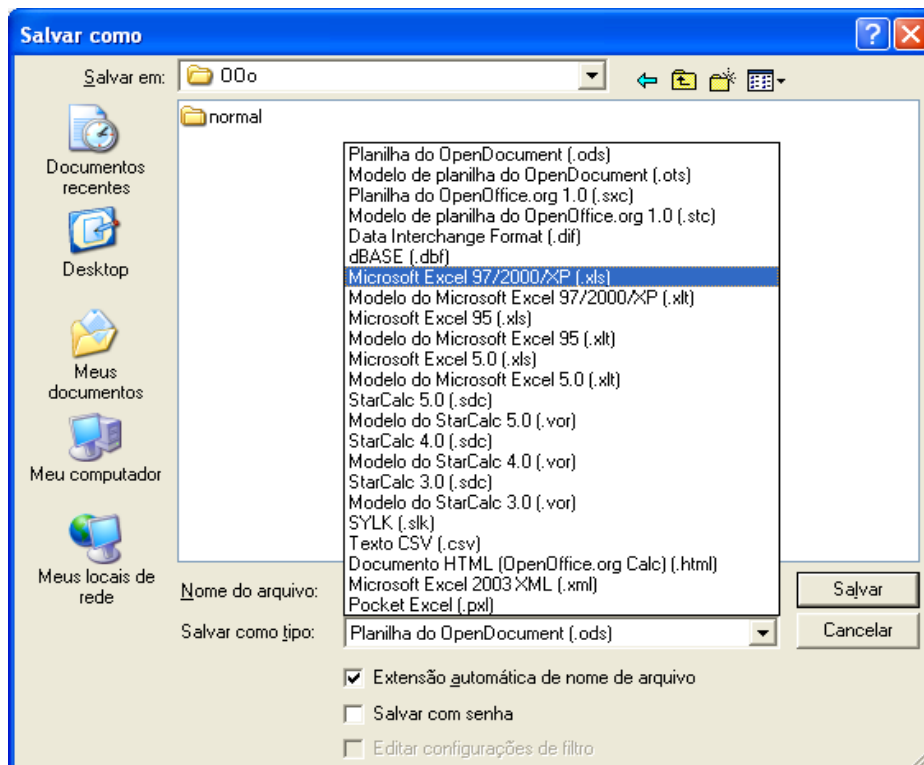 Salvar como
Salvar em:
OOo
normal
Documentos
recentes
Desktop
Meus
documentos
Meu computador
Meus locais de
rede
Planilha do OpenDocument (.ods)
Modelo de planilha do OpenDocument (.ots)
Planilha do OpenOffice.org 1.0 (.sxc)
Modelo de planilha do OpenOffice.org 1.0 (.stc)
Data Interchange Format (.dif)
dBASE (.dbf)
Microsoft Excel 97/2000/XP (.xls)
Modelo do Microsoft Excel 97/2000/XP (.xlt)
Microsoft Excel 95 (.xls)
Modelo do Microsoft Excel 95 (.xlt)
Microsoft Excel 5.0 (.xls)
Modelo do Microsoft Excel 5.0 (.xlt)
StarCalc 5.0 (.sdc)
Modelo do StarCalc 5.0 (.vor)
StarCalc 4.0 (.sdc)
Modelo do StarCalc 4.0 (.vor)
StarCalc 3.0 (.sdc)
Modelo do StarCalc 3.0 (.vor)
SYLK (.slk)
Texto CSV (.csv)
Documento HTML (OpenOffice.org Calc) (.html)
Microsoft Excel 2003 XML (.xml)
Pocket Excel (.pxl)
Nome do arquivo:
Salvar
Salvar como tipo:
Planilha do OpenDocument (.ods)
Cancelar
Extensão automática de nome de arquivo
Salvar com senha
Editar configurações de filtro